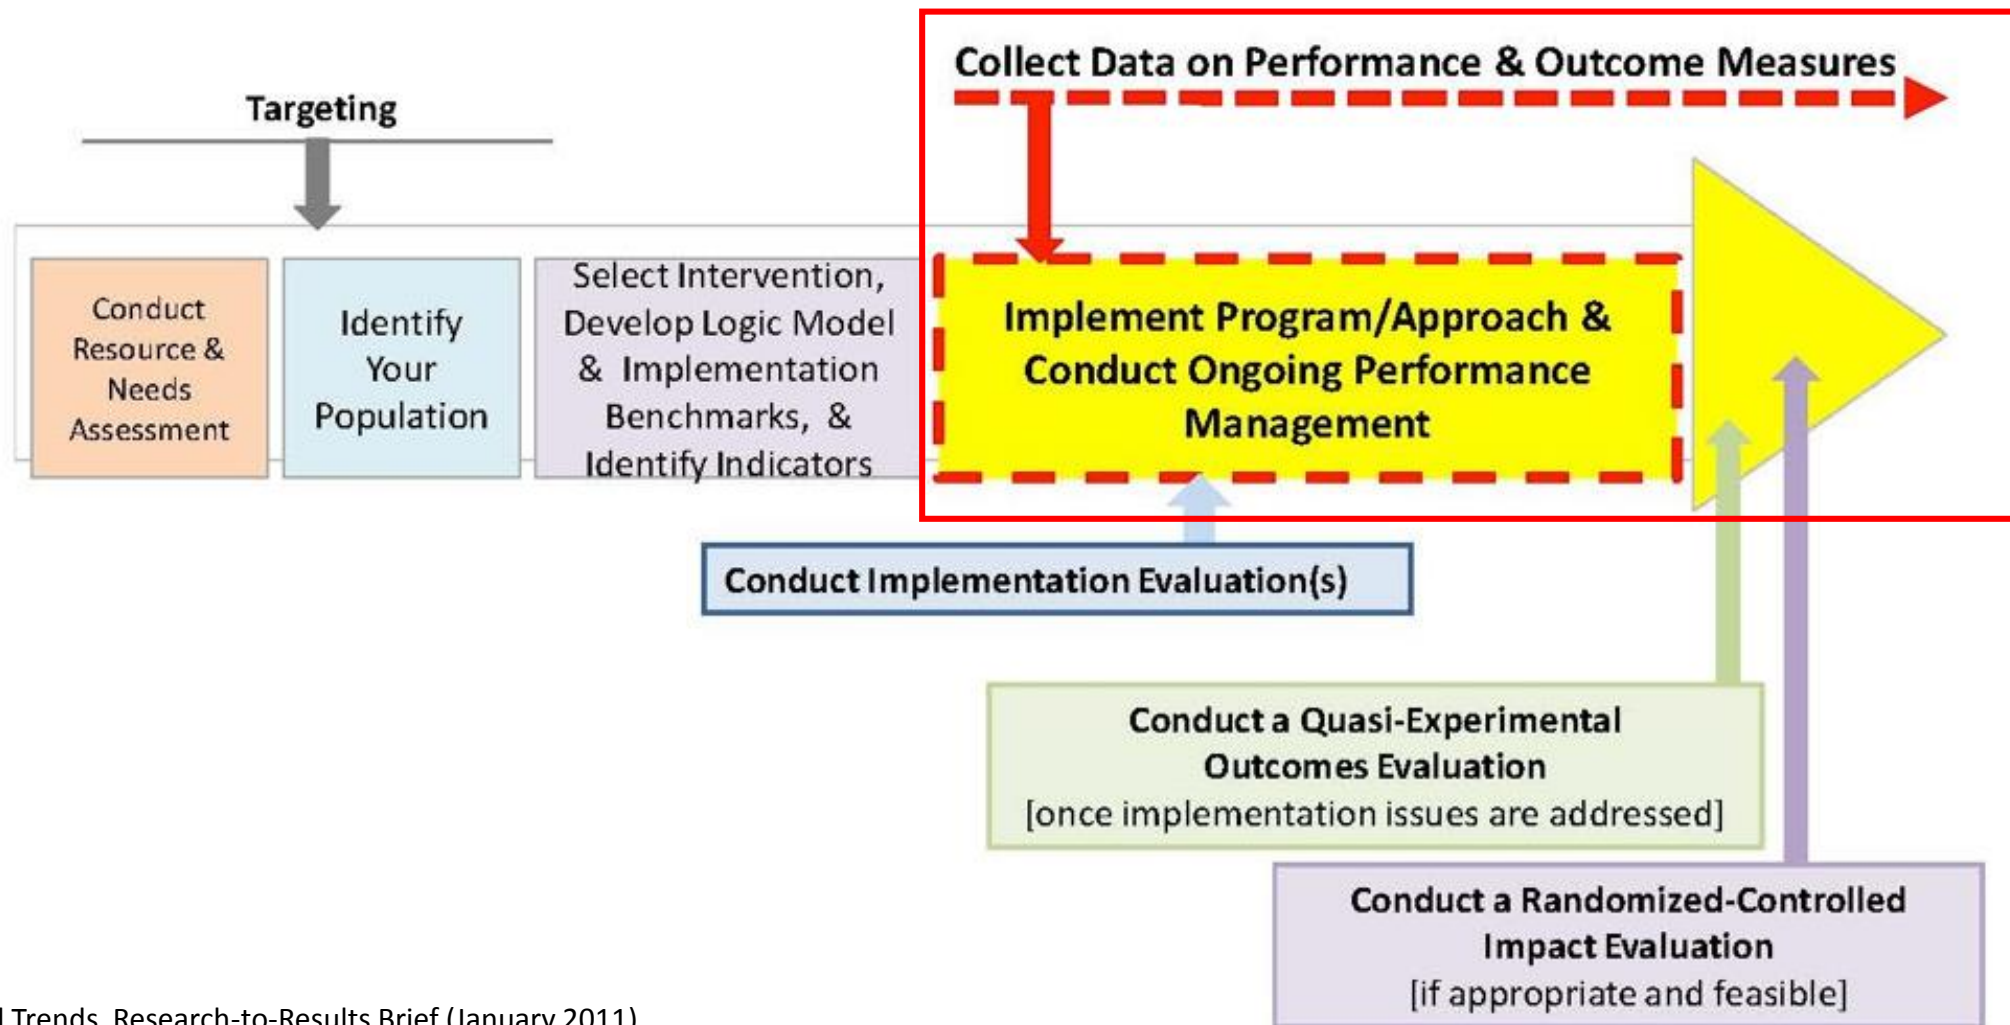 Collect Data on Performance & Outcome Measures
Targeting
Conduct
Resource &
Needs
Assessment
Identify
Your
Population
Select Intervention,
Develop Logic Model
& Implementation
Benchmarks, &
Identify Indicators
Implement Program/Approach &
Conduct Ongoing Performance
Management
Conduct Implementation Evaluation(s)
Conduct a Quasi-Experimental
Outcomes Evaluation
[once implementation issues are addressed]
Conduct a Randomized-Controlled
Impact Evaluation
[if appropriate and feasible]
Trends, Research-to-Results Brief (January 2011)